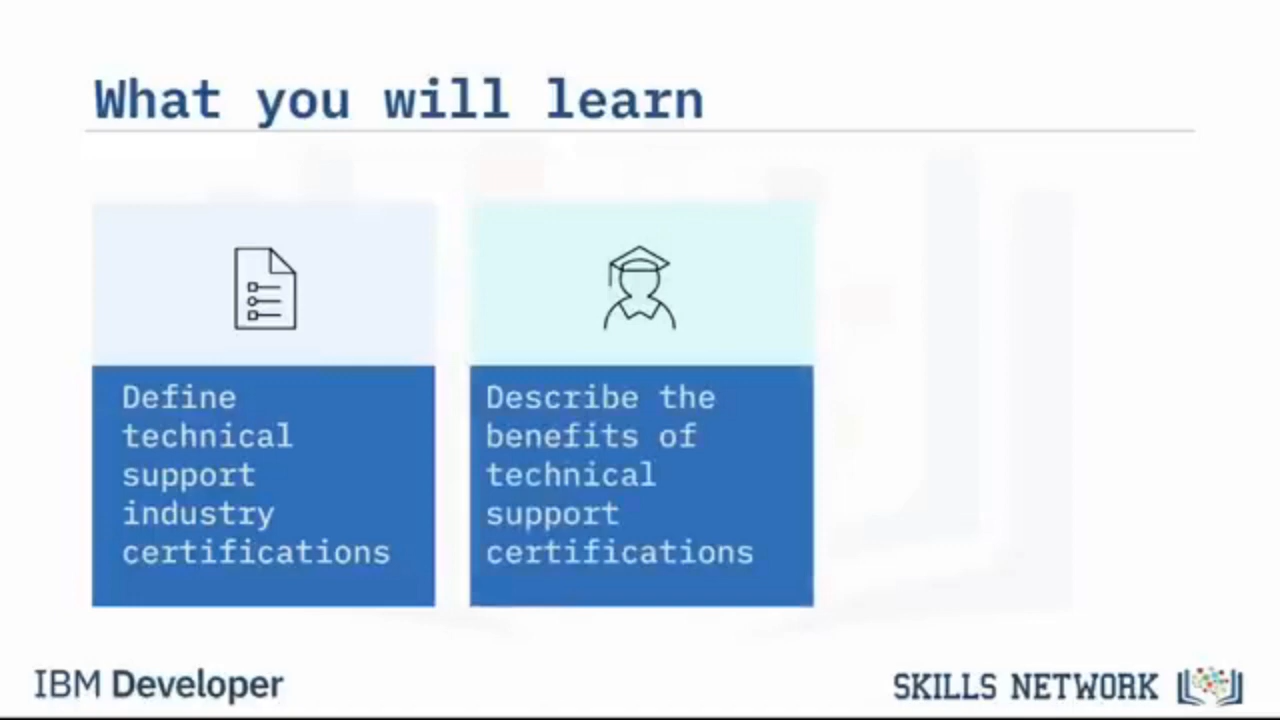 What you will learn
Define
technical
support
industry
certifications
Describe the
benefits of
technical
support
certifications
IBM Developer
SKILLS NETWORK